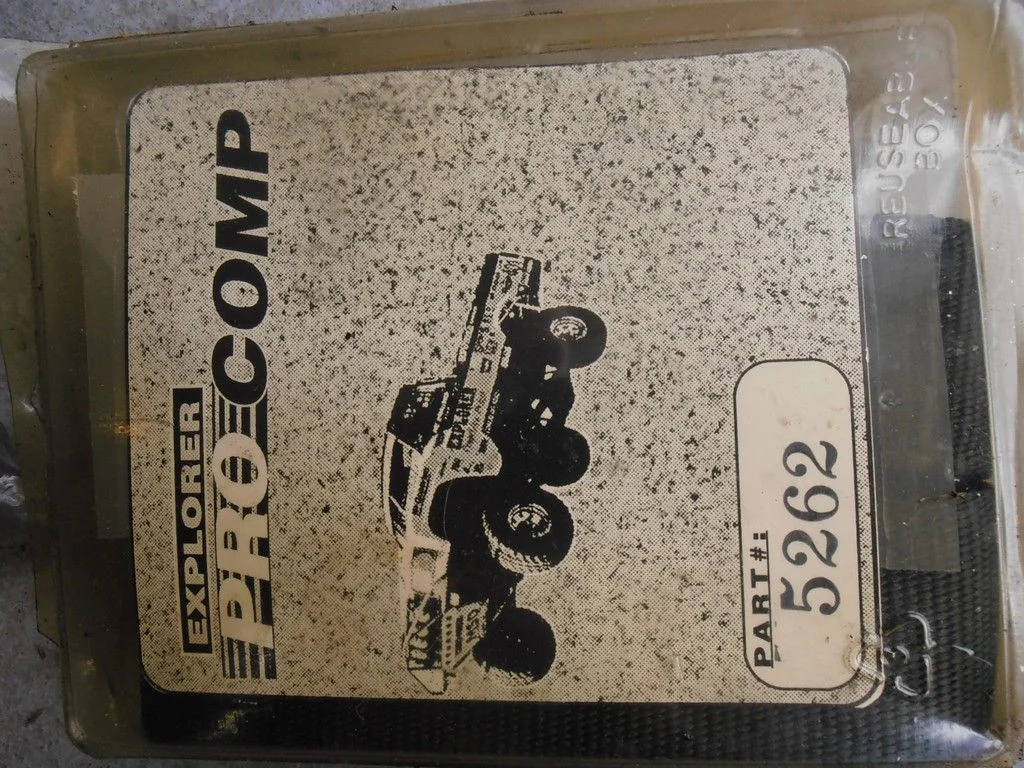 EXPLORER
PRO COMP
PART#:
5262
REUSEABLE
BOX